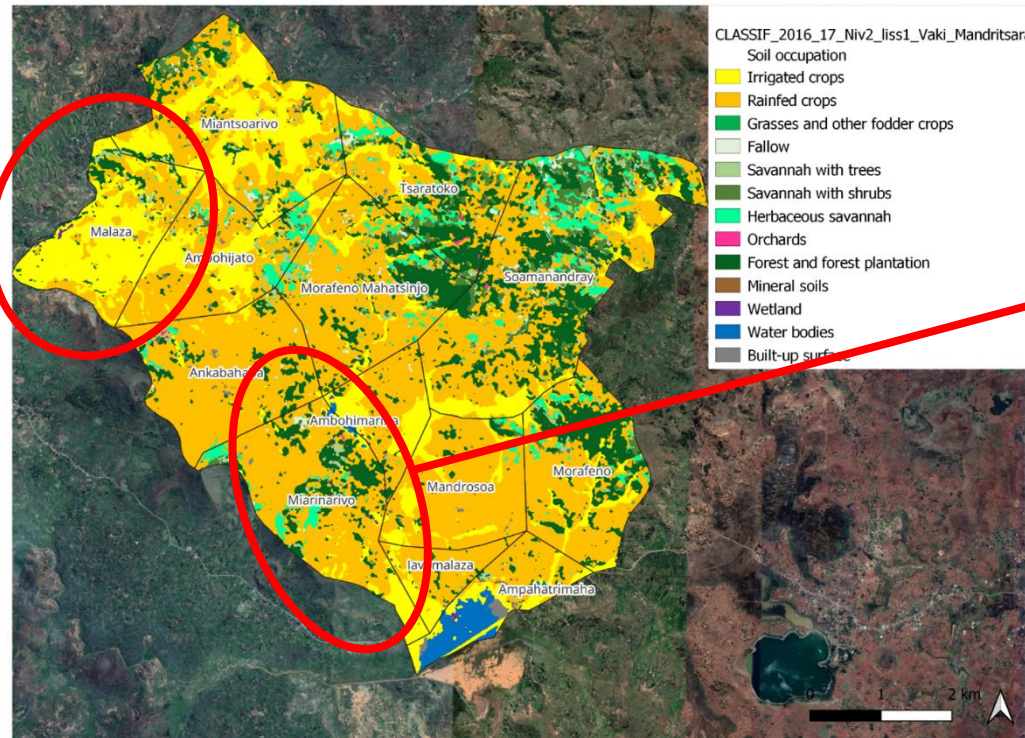 CLASSIF_2016_17_Niv2_liss1_Vaki_Mandritsara
Soil occupation
Irrigated crops
Rainfed crops
Grasses and other fodder crops
Fallow
Savannah with trees
Savannah with shrubs
Herbaceous savannah
Orchards
Forest and forest plantation
Mineral soils
Wetland
Water bodies
Built-up surface
Miantsoarivo
Tsaratoko
Malaza
Ambohijato
Soamanandray
Morafeno Mahatsinjo
Ambohimarina
Morafeno
Mandrosoa
Miarinarivo
Ampahatrimaha
0 1 2 km